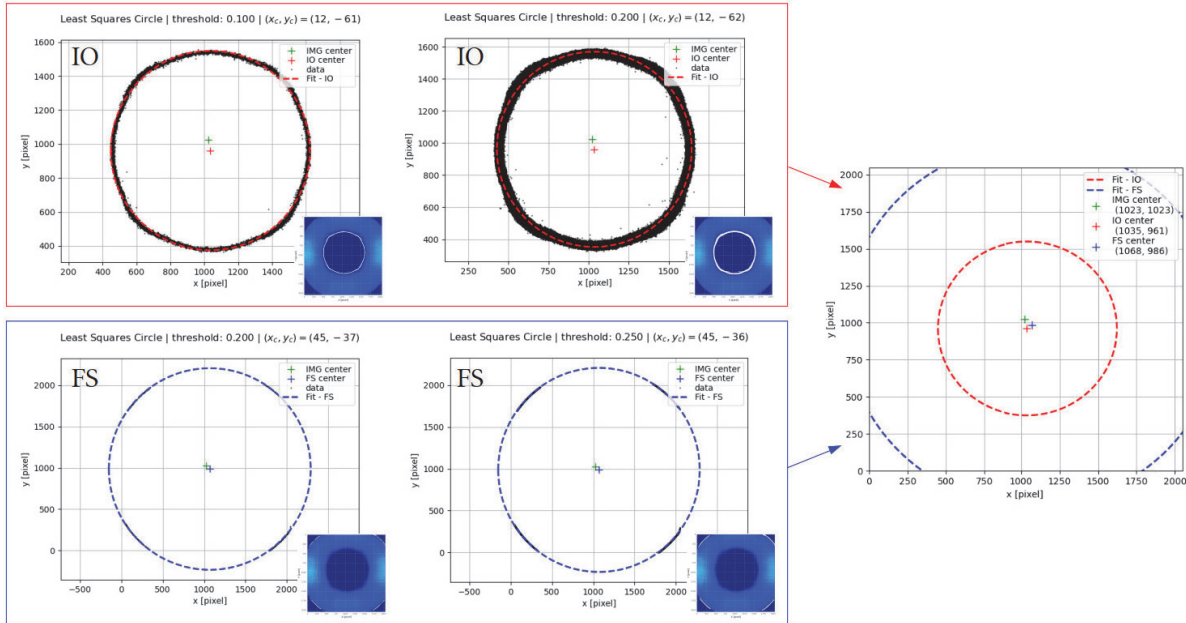 Least Squares Circle | threshold: 0.100 | (x_c, y_c) = (12, −61)
IO
IMG center
IO center
data
Fit - IO
1600
1400
1200
1000
800
600
400
y [pixel]
200 400 600 800 1000 1200 1400
x [pixel]
Least Squares Circle | threshold: 0.200 | (x_c, y_c) = (12, −62)
IO
IMG center
IO center
data
Fit - IO
1600
1400
1200
1000
800
600
400
y [pixel]
250 500 750 1000 1250 1500
x [pixel]
Least Squares Circle | threshold: 0.200 | (x_c, y_c) = (45, −37)
FS
IMG center
FS center
data
Fit - FS
2000
1500
1000
500
0
y [pixel]
−500 0 500 1000 1500 2000
x [pixel]
Least Squares Circle | threshold: 0.250 | (x_c, y_c) = (45, −36)
FS
IMG center
FS center
data
Fit - FS
2000
1500
1000
500
0
y [pixel]
−500 0 500 1000 1500 2000
x [pixel]
Fit - IO
Fit - FS
IMG center
(1023, 1023)
IO center
(1035, 961)
FS center
(1068, 986)
2000
1750
1500
1250
1000
750
500
250
0
y [pixel]
0 250 500 750 1000 1250 1500 1750 2000
x [pixel]